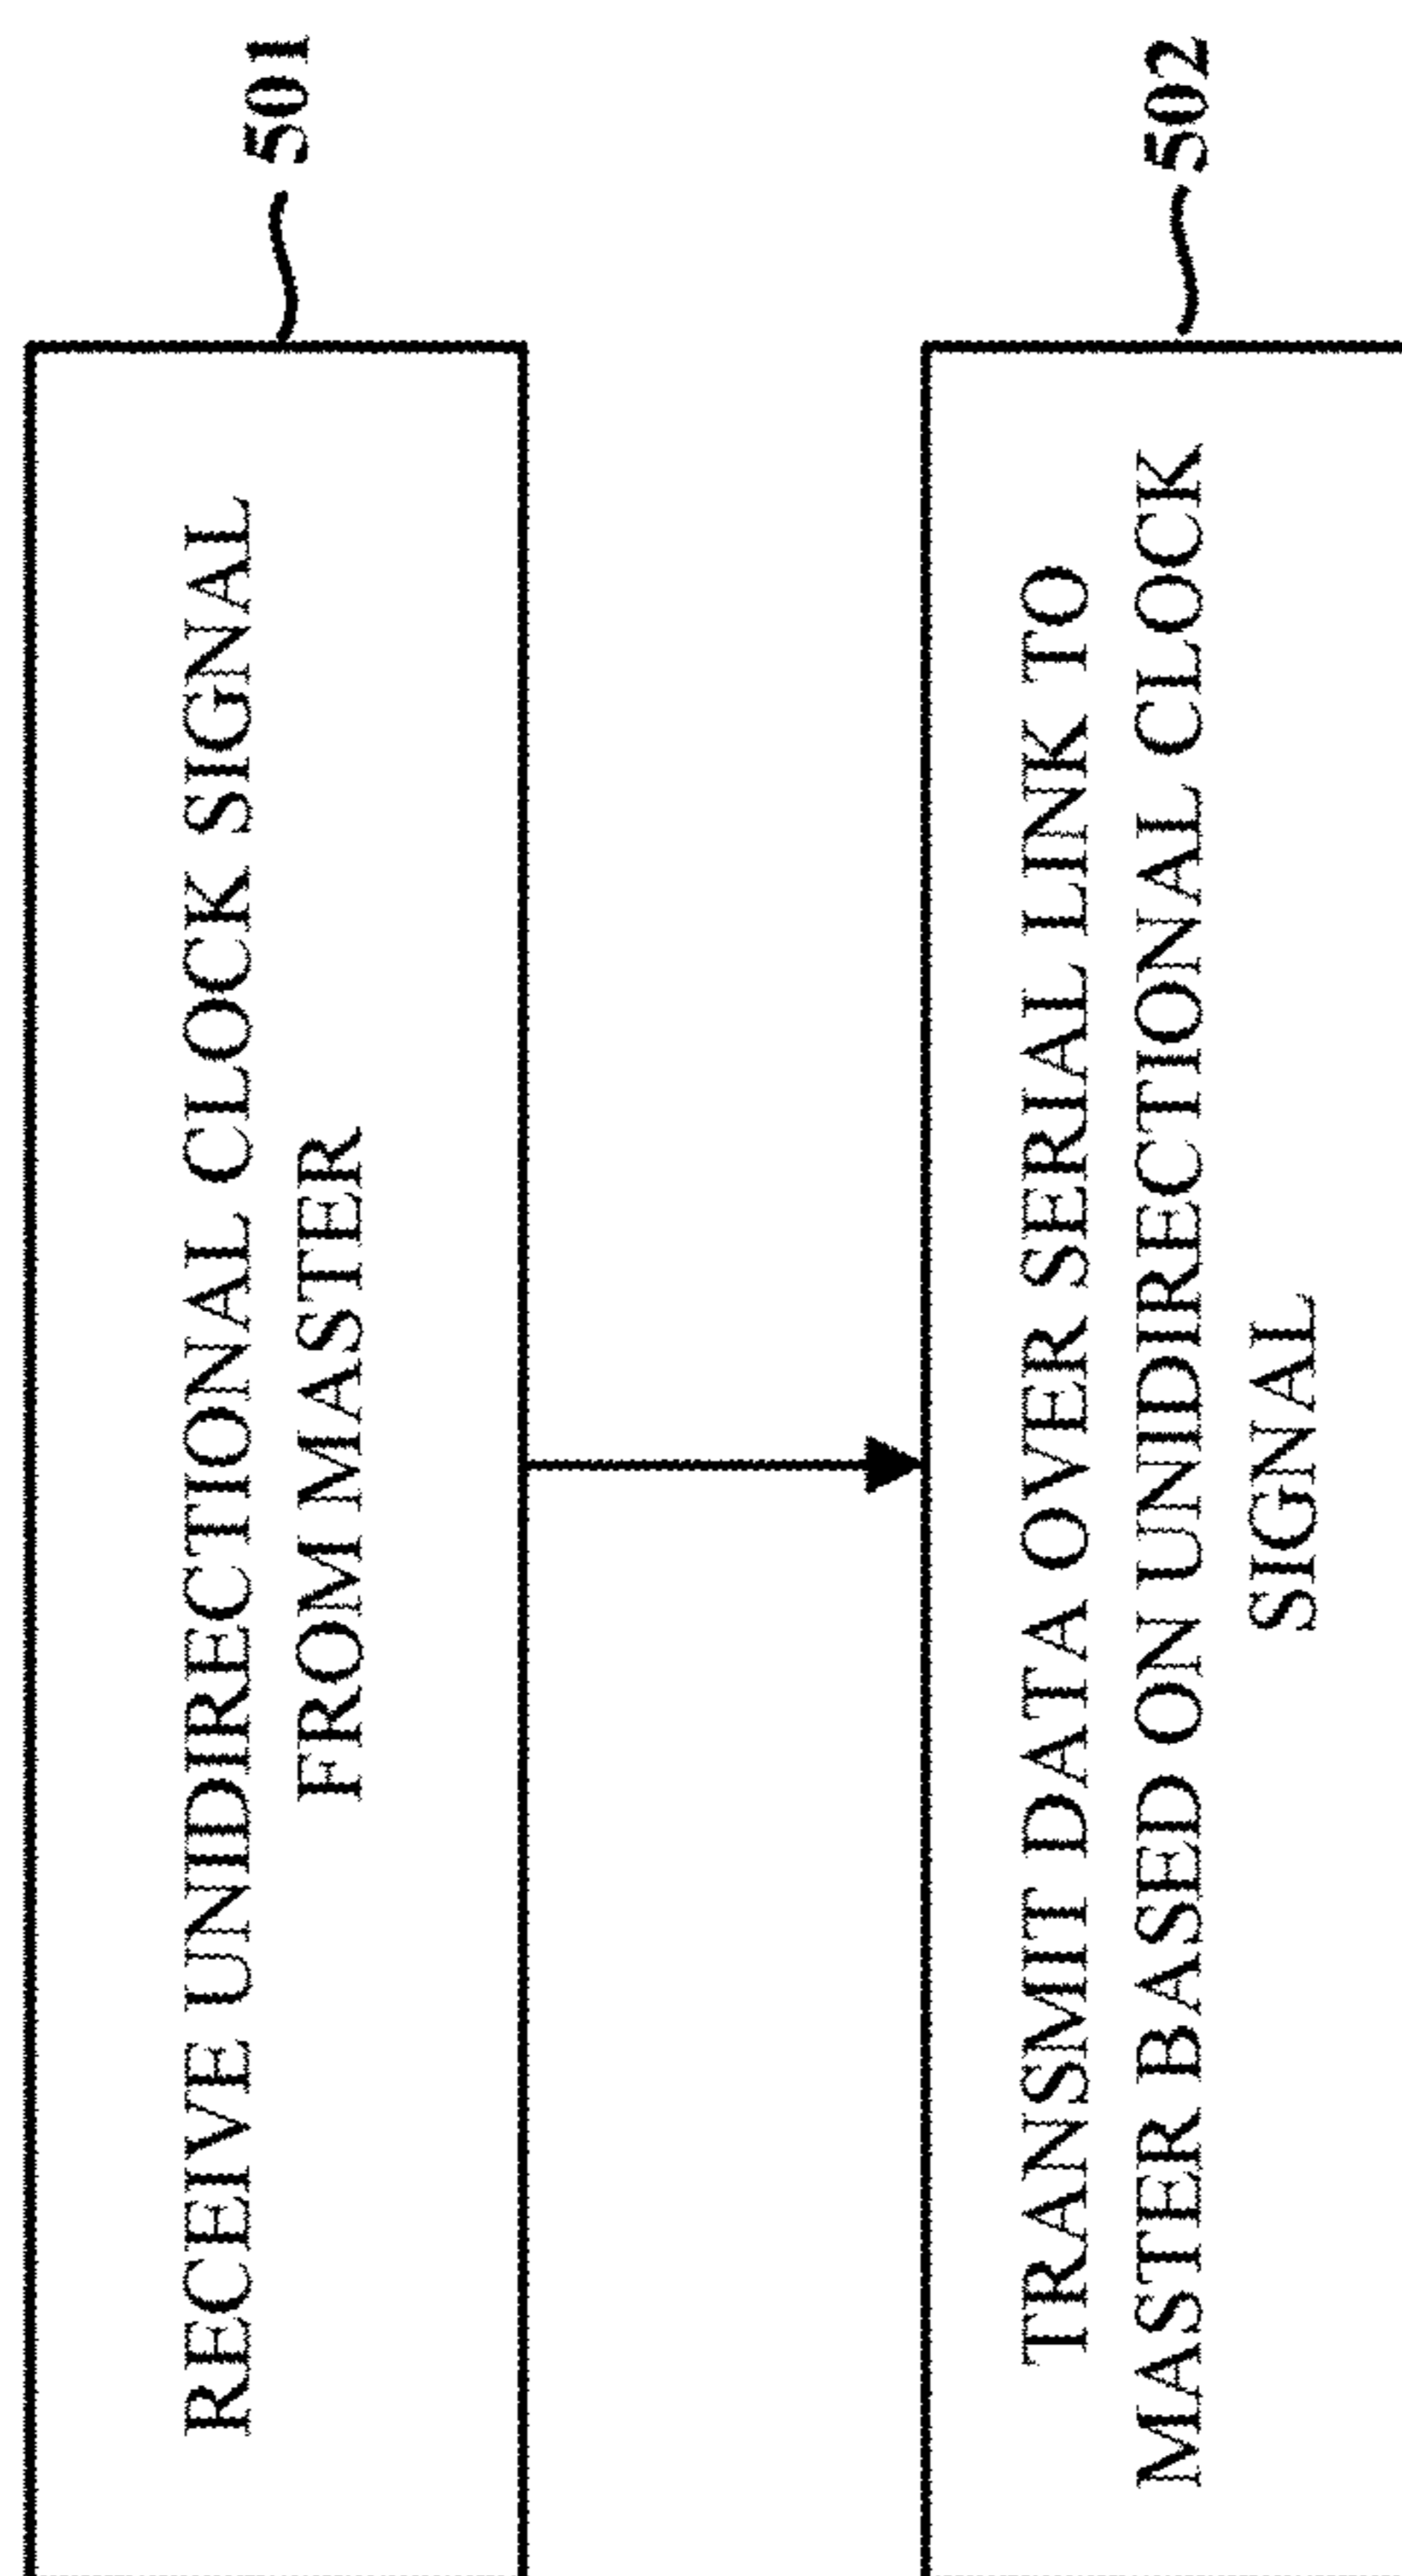 RECEIVE UNIDIRECTIONAL CLOCK SIGNAL
FROM MASTER
501
TRANSMIT DATA OVER SERIAL LINK TO
MASTER BASED ON UNIDIRECTIONAL CLOCK
SIGNAL
502